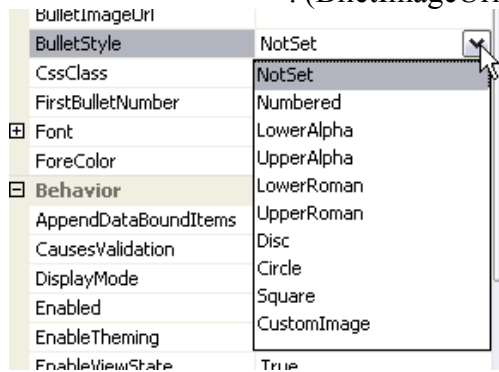 : (BlletImageUrl
BulletImageUrl
BulletStyle NotSet
CssClass NotSet
FirstBulletNumber Numbered
Font LowerAlpha
ForeColor UpperAlpha
Behavior LowerRoman
AppendDataBoundItems UpperRoman
CausesValidation Disc
DisplayMode Circle
Enabled Square
EnableTheming CustomImage
EnableViewState True